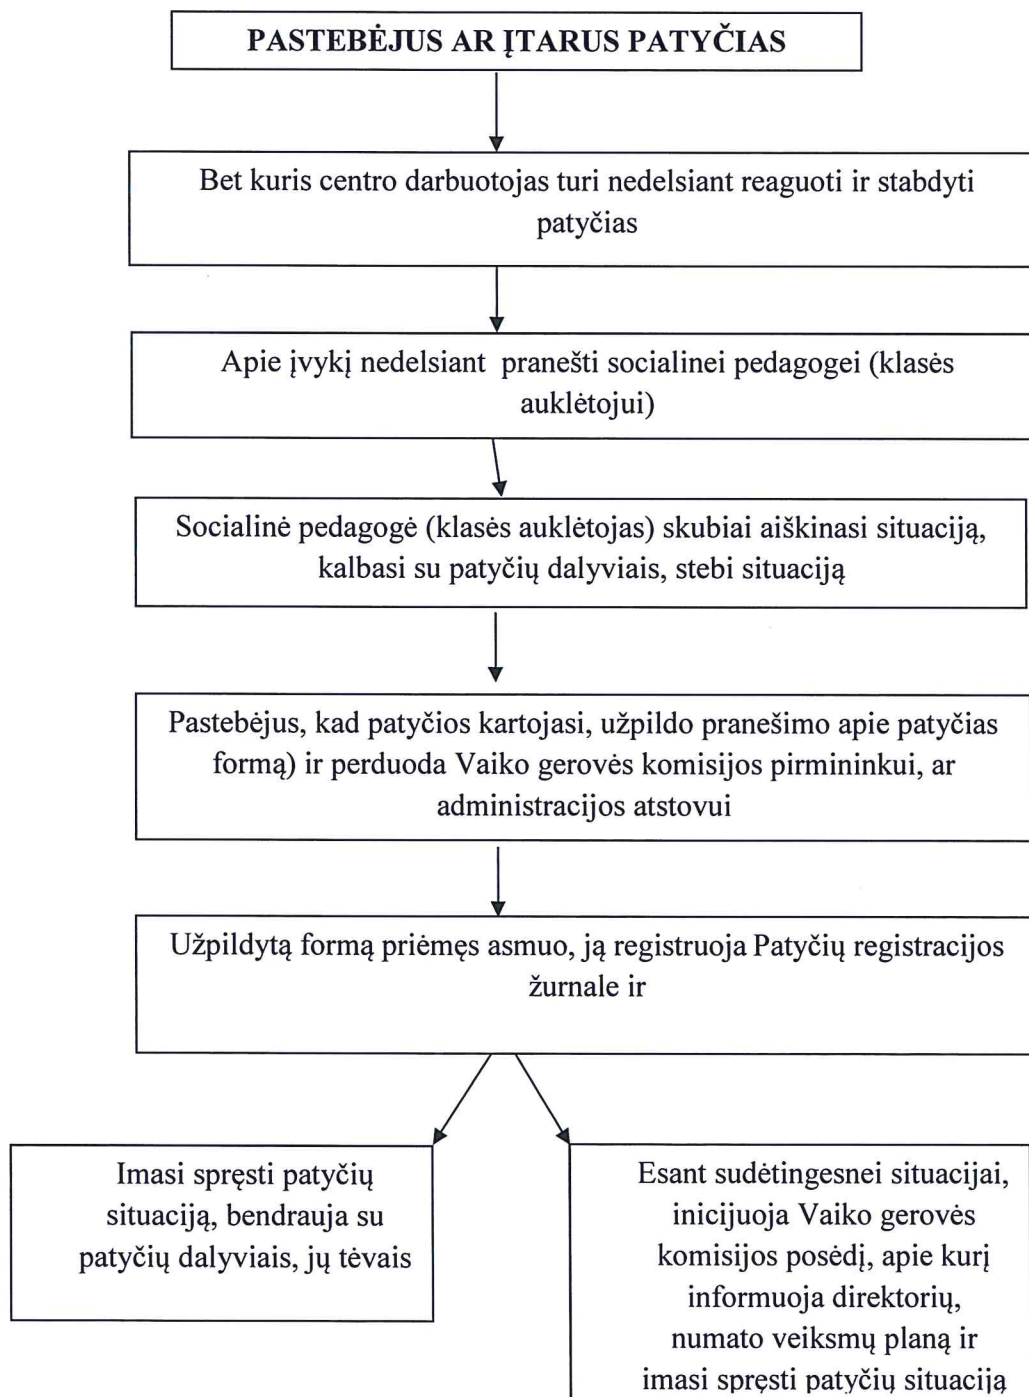 PASTEBĖJUS AR ĮTARUS PATYČIAS
Bet kuris centro darbuotojas turi nedelsiant reaguoti ir stabdyti
patyčias
Apie įvykį nedelsiant  pranešti socialinei pedagogei (klasės
auklėtojui)
Socialinė pedagogė (klasės auklėtojas) skubiai aiškinasi situaciją,
kalbasi su patyčių dalyviais, stebi situaciją
Pastebėjus, kad patyčios kartojasi, užpildo pranešimo apie patyčias
formą) ir perduoda Vaiko gerovės komisijos pirmininkui, ar
administracijos atstovui
Užpildytą formą priėmęs asmuo, ją registruoja Patyčių registracijos
žurnale ir
Imasi spręsti patyčių
situaciją, bendrauja su
patyčių dalyviais, jų tėvais
Esant sudėtingesnei situacijai,
inicijuoja Vaiko gerovės
komisijos posėdį, apie kurį
informuoja direktorių,
numato veiksmų planą ir
imasi spręsti patyčių situaciją